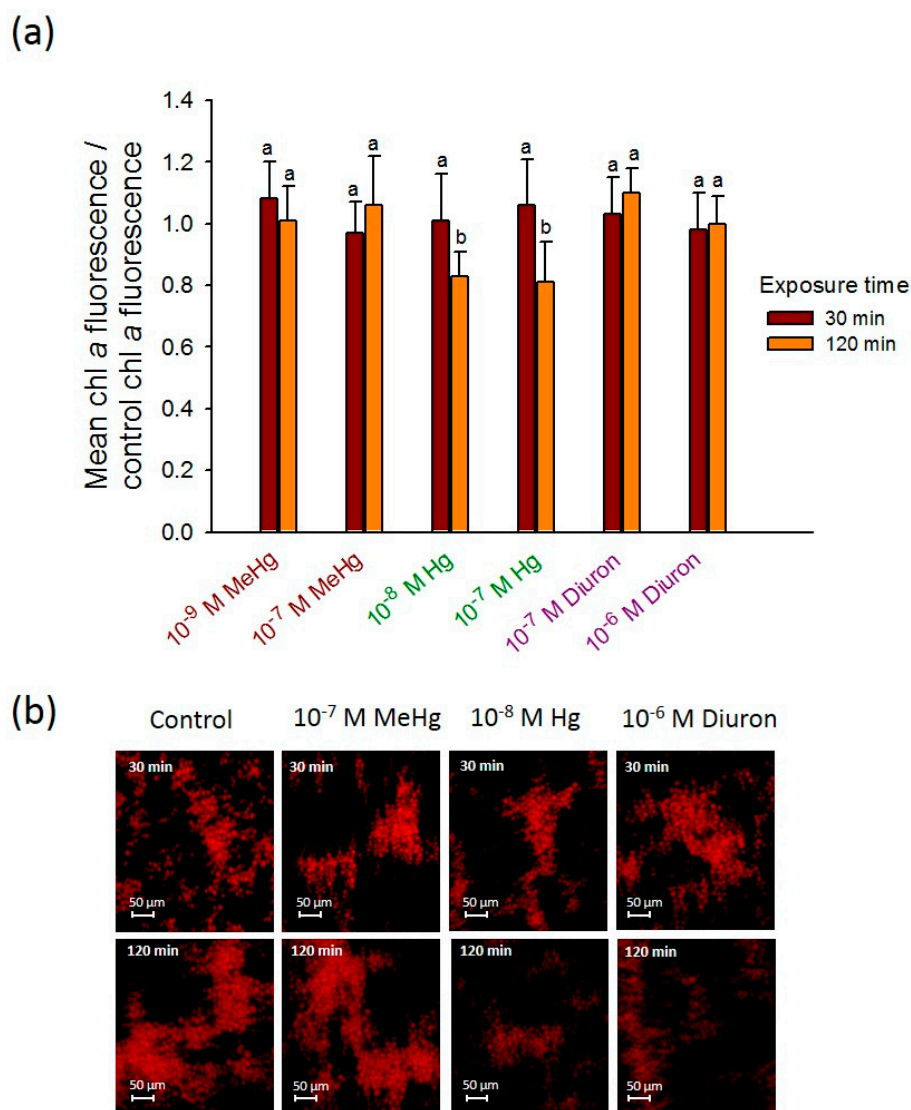 (a)
Mean chl a fluorescence /
control chl a fluorescence
1.4
1.2
1.0
0.8
0.6
0.4
0.2
0.0
a
a
a
a
a
b
a
b
a
a
a
a
Exposure time
30 min
120 min
10⁻⁹ M MeHg
10⁻⁷ M MeHg
10⁻⁸ M Hg
10⁻⁷ M Hg
10⁻⁷ M Diuron
10⁻⁶ M Diuron
(b)
Control
10⁻⁷ M MeHg
10⁻⁸ M Hg
10⁻⁶ M Diuron
30 min
30 min
30 min
30 min
50 µm
50 µm
50 µm
50 µm
120 min
120 min
120 min
120 min
50 µm
50 µm
50 µm
50 µm